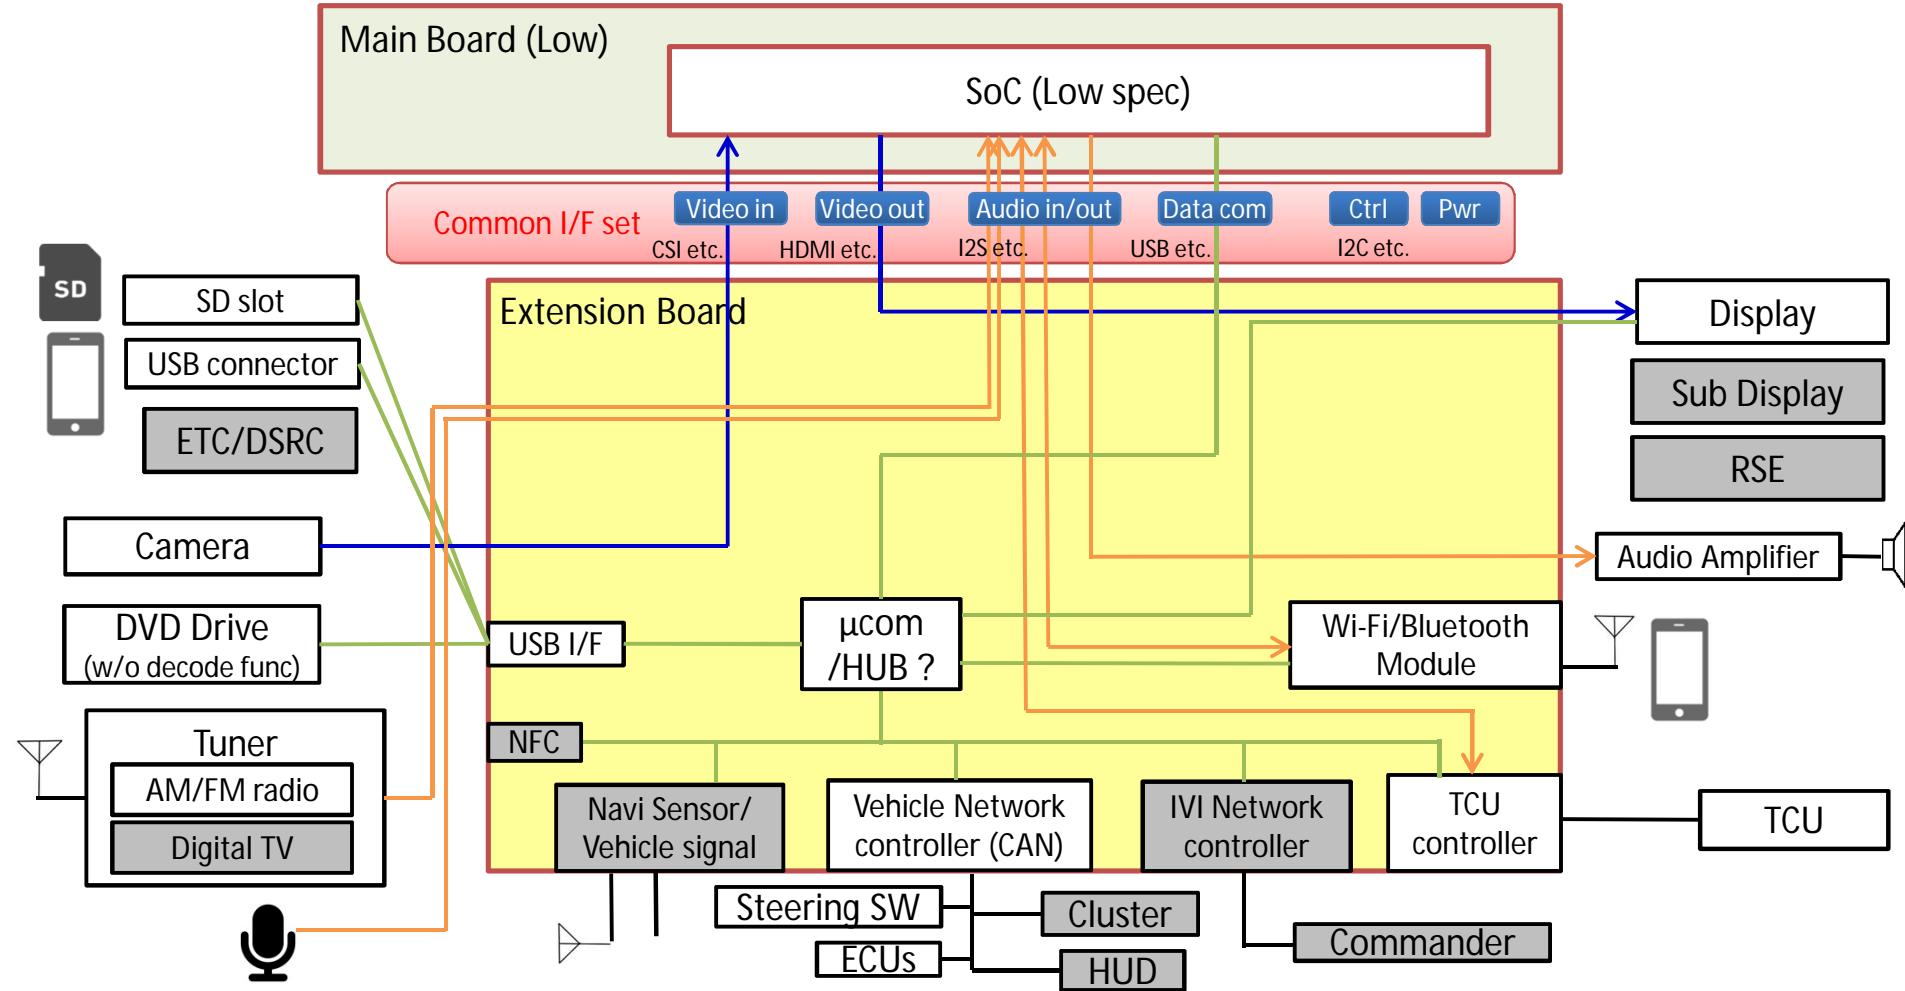 Main Board (Low)
SoC (Low spec)
Common I/F set
Video in
Video out
Audio in/out
Data com
Ctrl
Pwr
CSI etc.
HDMI etc.
I2S etc.
USB etc.
I2C etc.
SD
SD slot
USB connector
ETC/DSRC
Camera
DVD Drive
(w/o decode func)
Tuner
AM/FM radio
Digital TV
Extension Board
USB I/F
µcom
/HUB ?
Wi-Fi/Bluetooth
Module
NFC
Navi Sensor/
Vehicle signal
Vehicle Network
controller (CAN)
IVI Network
controller
TCU
controller
Display
Sub Display
RSE
Audio Amplifier
TCU
Steering SW
Cluster
ECUs
HUD
Commander